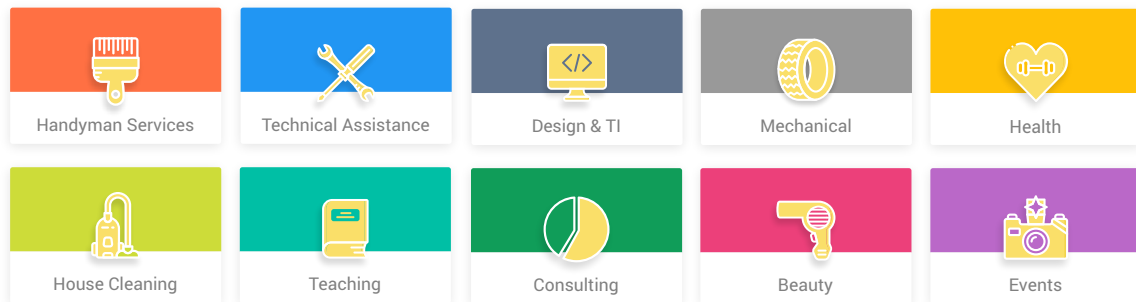 Handyman Services
Technical Assistance
Design & TI
Mechanical
Health
House Cleaning
Teaching
Consulting
Beauty
Events